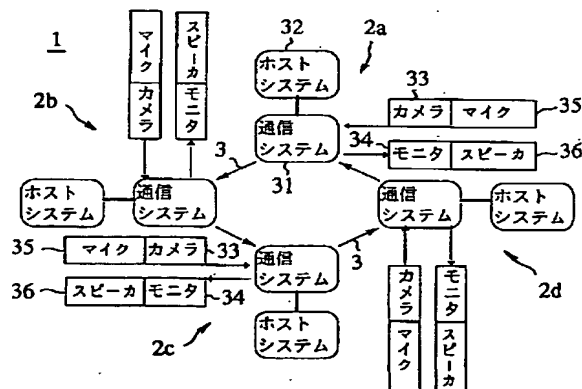 1
マイク
カメラ
スピーカ
モニタ
2b
32
ホスト
システム
2a
33
カメラ
マイク
35
通信
システム
31
34
モニタ
スピーカ
36
3
ホスト
システム
通信
システム
通信
システム
ホスト
システム
35
マイク
カメラ
33
36
スピーカ
モニタ
34
通信
システム
3
2c
ホスト
システム
カメラ
マイク
モニタ
スピーカ
2d